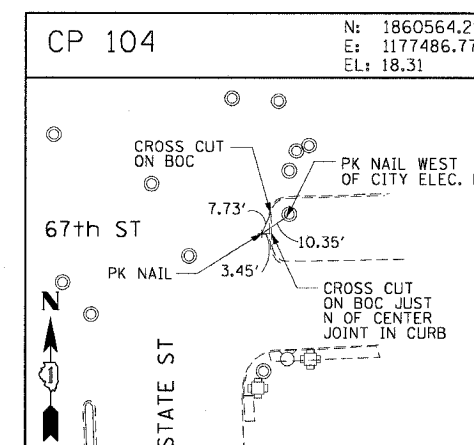 CP 104
N: 1860564.2
E: 1177486.77
EL: 18.31
CROSS CUT
ON BOC
PK NAIL WEST
OF CITY ELEC.
7.73'
67th ST
10.35'
PK NAIL
3.45'
CROSS CUT
ON BOC JUST
N OF CENTER
JOINT IN CURB
N
STATE ST